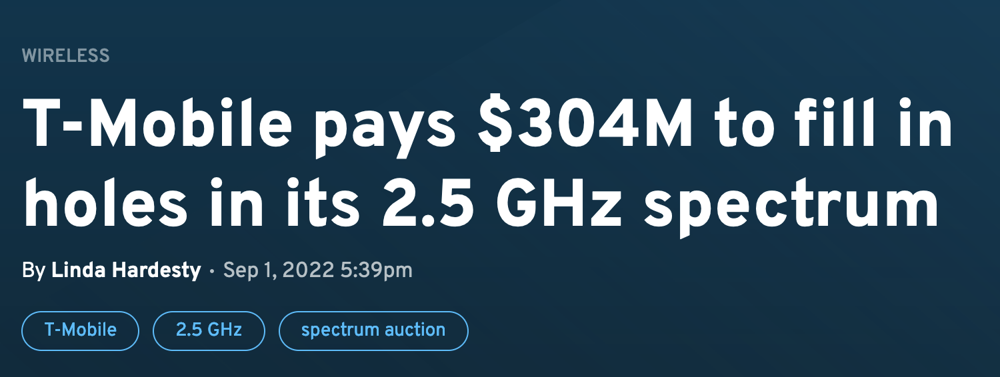 WIRELESS
T-Mobile pays $304M to fill in
holes in its 2.5 GHz spectrum
By Linda Hardesty · Sep 1, 2022 5:39pm
T-Mobile 2.5 GHz spectrum auction